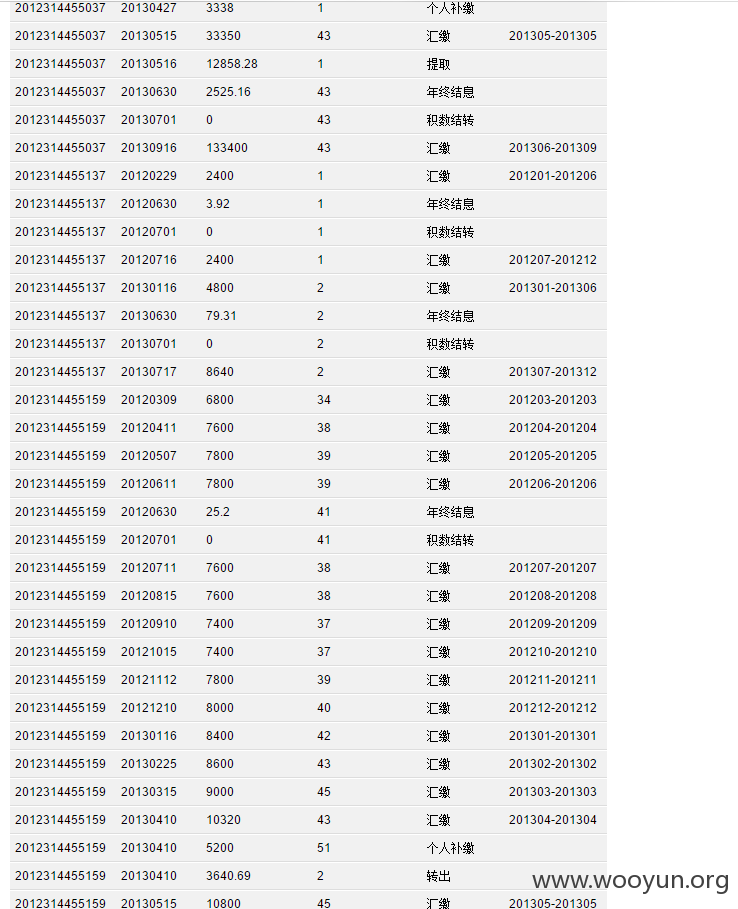 2012314455037 20130427 3338 1 个人补缴
2012314455037 20130515 33350 43 汇缴 201305-201305
2012314455037 20130516 12858.28 1 提取
2012314455037 20130630 2525.16 43 年终结息
2012314455037 20130701 0 43 积数结转
2012314455037 20130916 133400 43 汇缴 201306-201309
2012314455137 20120229 2400 1 汇缴 201201-201206
2012314455137 20120630 3.92 1 年终结息
2012314455137 20120701 0 1 积数结转
2012314455137 20120716 2400 1 汇缴 201207-201212
2012314455137 20130116 4800 2 汇缴 201301-201306
2012314455137 20130630 79.31 2 年终结息
2012314455137 20130701 0 2 积数结转
2012314455137 20130717 8640 2 汇缴 201307-201312
2012314455159 20120309 6800 34 汇缴 201203-201203
2012314455159 20120411 7600 38 汇缴 201204-201204
2012314455159 20120507 7800 39 汇缴 201205-201205
2012314455159 20120611 7800 39 汇缴 201206-201206
2012314455159 20120630 25.2 41 年终结息
2012314455159 20120701 0 41 积数结转
2012314455159 20120711 7600 38 汇缴 201207-201207
2012314455159 20120815 7600 38 汇缴 201208-201208
2012314455159 20120910 7400 37 汇缴 201209-201209
2012314455159 20121015 7400 37 汇缴 201210-201210
2012314455159 20121112 7800 39 汇缴 201211-201211
2012314455159 20121210 8000 40 汇缴 201212-201212
2012314455159 20130116 8400 42 汇缴 201301-201301
2012314455159 20130225 8600 43 汇缴 201302-201302
2012314455159 20130315 9000 45 汇缴 201303-201303
2012314455159 20130410 10320 43 汇缴 201304-201304
2012314455159 20130410 5200 51 个人补缴
2012314455159 20130410 3640.69 2 转出
www.wooyun.org
2012314455159 20130515 10800 45 汇缴 201305-201305